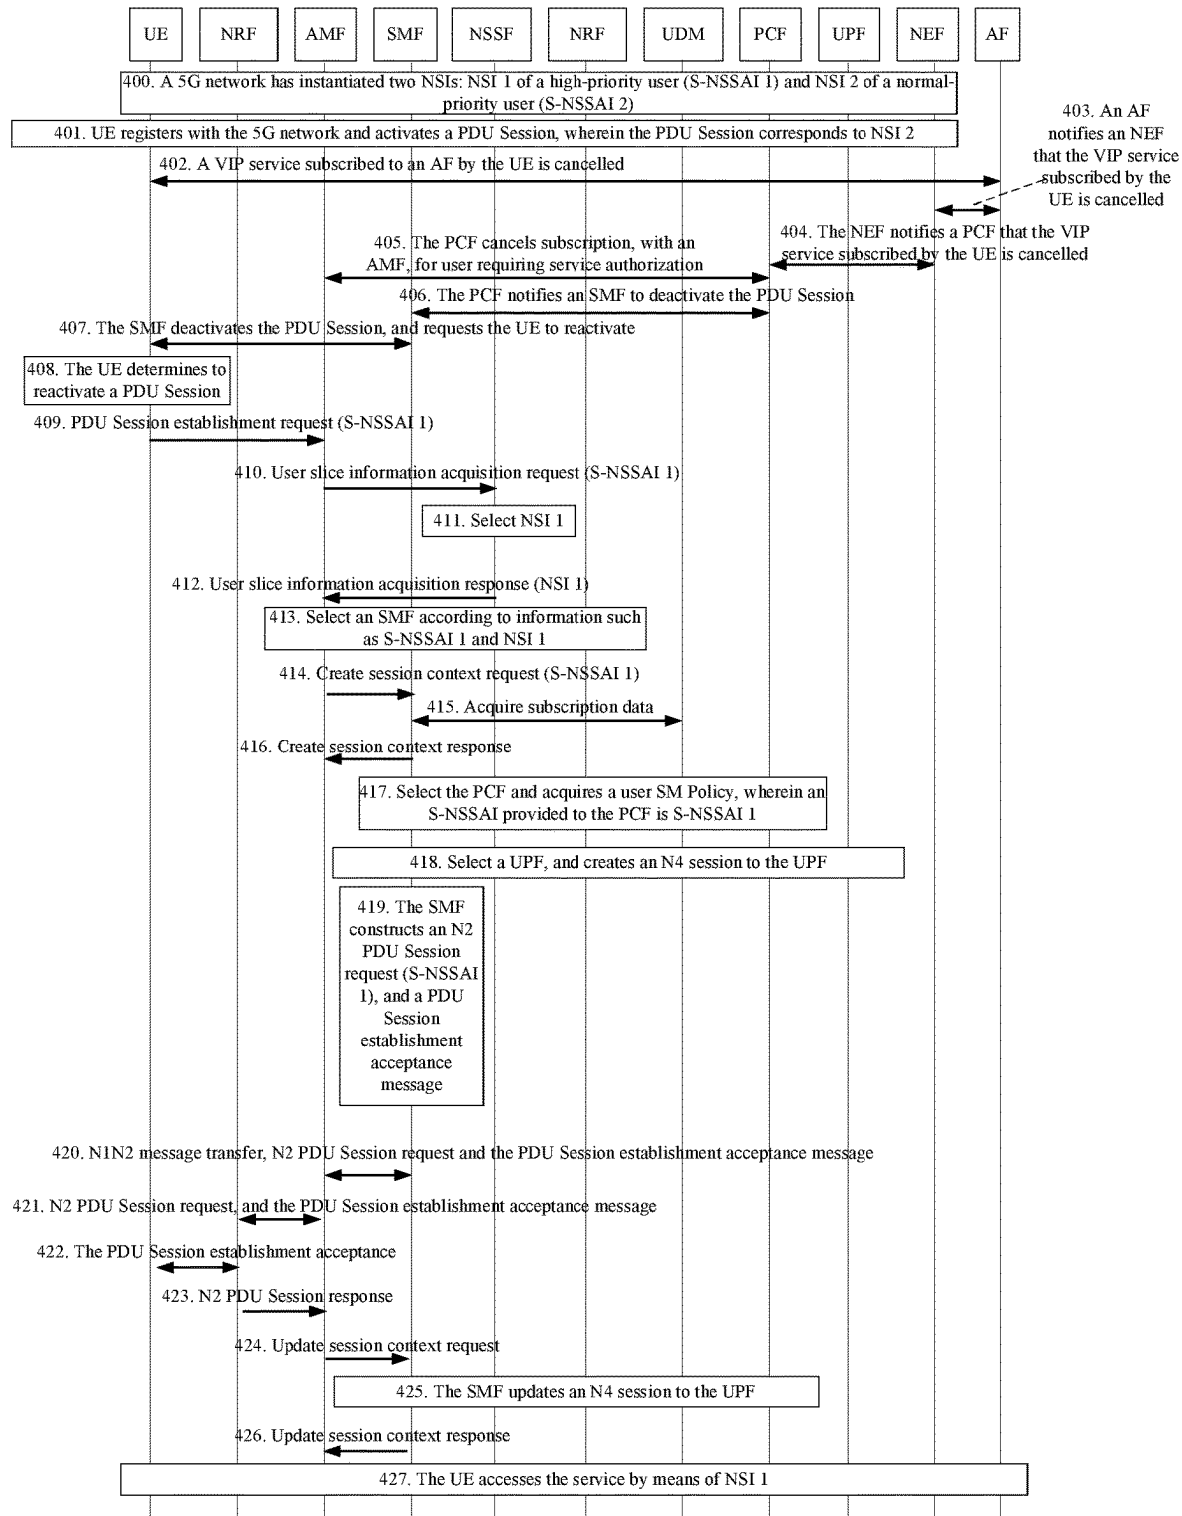 UE NRF AMF SMF NSSF NRF UDM PCF UPF NEF AF
400. A 5G network has instantiated two NSIs: NSI 1 of a high-priority user (S-NSSAI 1) and NSI 2 of a normal-
priority user (S-NSSAI 2)
401. UE registers with the 5G network and activates a PDU Session, wherein the PDU Session corresponds to NSI 2
402. A VIP service subscribed to an AF by the UE is cancelled
403. An AF
notifies an NEF
that the VIP service
subscribed by the
UE is cancelled
404. The NEF notifies a PCF that the VIP
service subscribed by the UE is cancelled
405. The PCF cancels subscription, with an
AMF, for user requiring service authorization
406. The PCF notifies an SMF to deactivate the PDU Session
407. The SMF deactivates the PDU Session, and requests the UE to reactivate
408. The UE determines to
reactivate a PDU Session
409. PDU Session establishment request (S-NSSAI 1)
410. User slice information acquisition request (S-NSSAI 1)
411. Select NSI 1
412. User slice information acquisition response (NSI 1)
413. Select an SMF according to information such
as S-NSSAI 1 and NSI 1
414. Create session context request (S-NSSAI 1)
415. Acquire subscription data
416. Create session context response
417. Select the PCF and acquires a user SM Policy, wherein an
S-NSSAI provided to the PCF is S-NSSAI 1
418. Select a UPF, and creates an N4 session to the UPF
419. The SMF
constructs an N2
PDU Session
request (S-NSSAI
1), and a PDU
Session
establishment
acceptance
message
420. N1N2 message transfer, N2 PDU Session request and the PDU Session establishment acceptance message
421. N2 PDU Session request, and the PDU Session establishment acceptance message
422. The PDU Session establishment acceptance
423. N2 PDU Session response
424. Update session context request
425. The SMF updates an N4 session to the UPF
426. Update session context response
427. The UE accesses the service by means of NSI 1